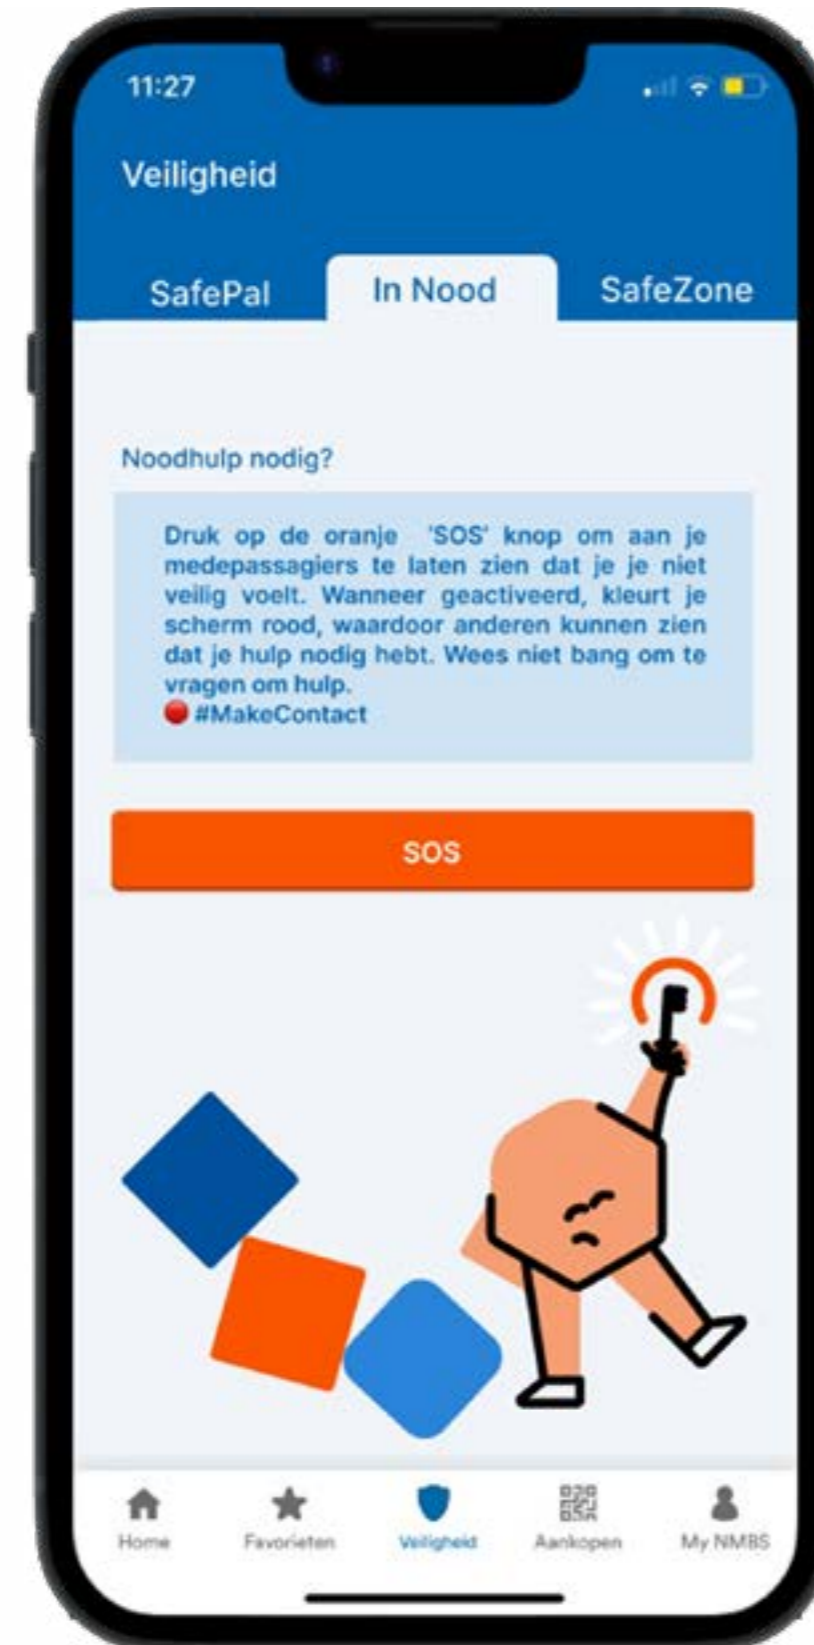 11:27
Veiligheid
SafePal
In Nood
SafeZone
Noodhulp nodig?
Druk op de oranje 'SOS' knop om aan je
medepassagiers te laten zien dat je je niet
veilig voelt. Wanneer geactiveerd, kleurt je
scherm rood, waardoor anderen kunnen zien
dat je hulp nodig hebt. Wees niet bang om te
vragen om hulp.
🔴 #MakeContact
SOS
Home
Favorieten
Veiligheid
Aankopen
My NMBS